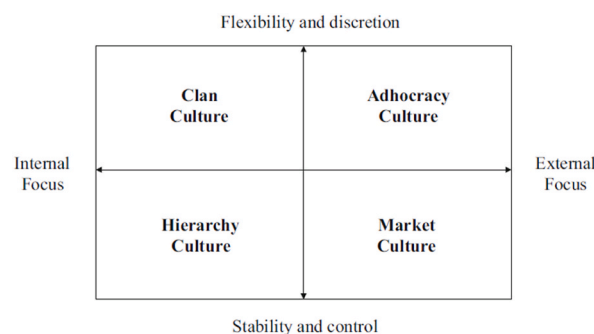 Flexibility and discretion
Clan
Culture
Adhocracy
Culture
Internal
Focus
External
Focus
Hierarchy
Culture
Market
Culture
Stability and control